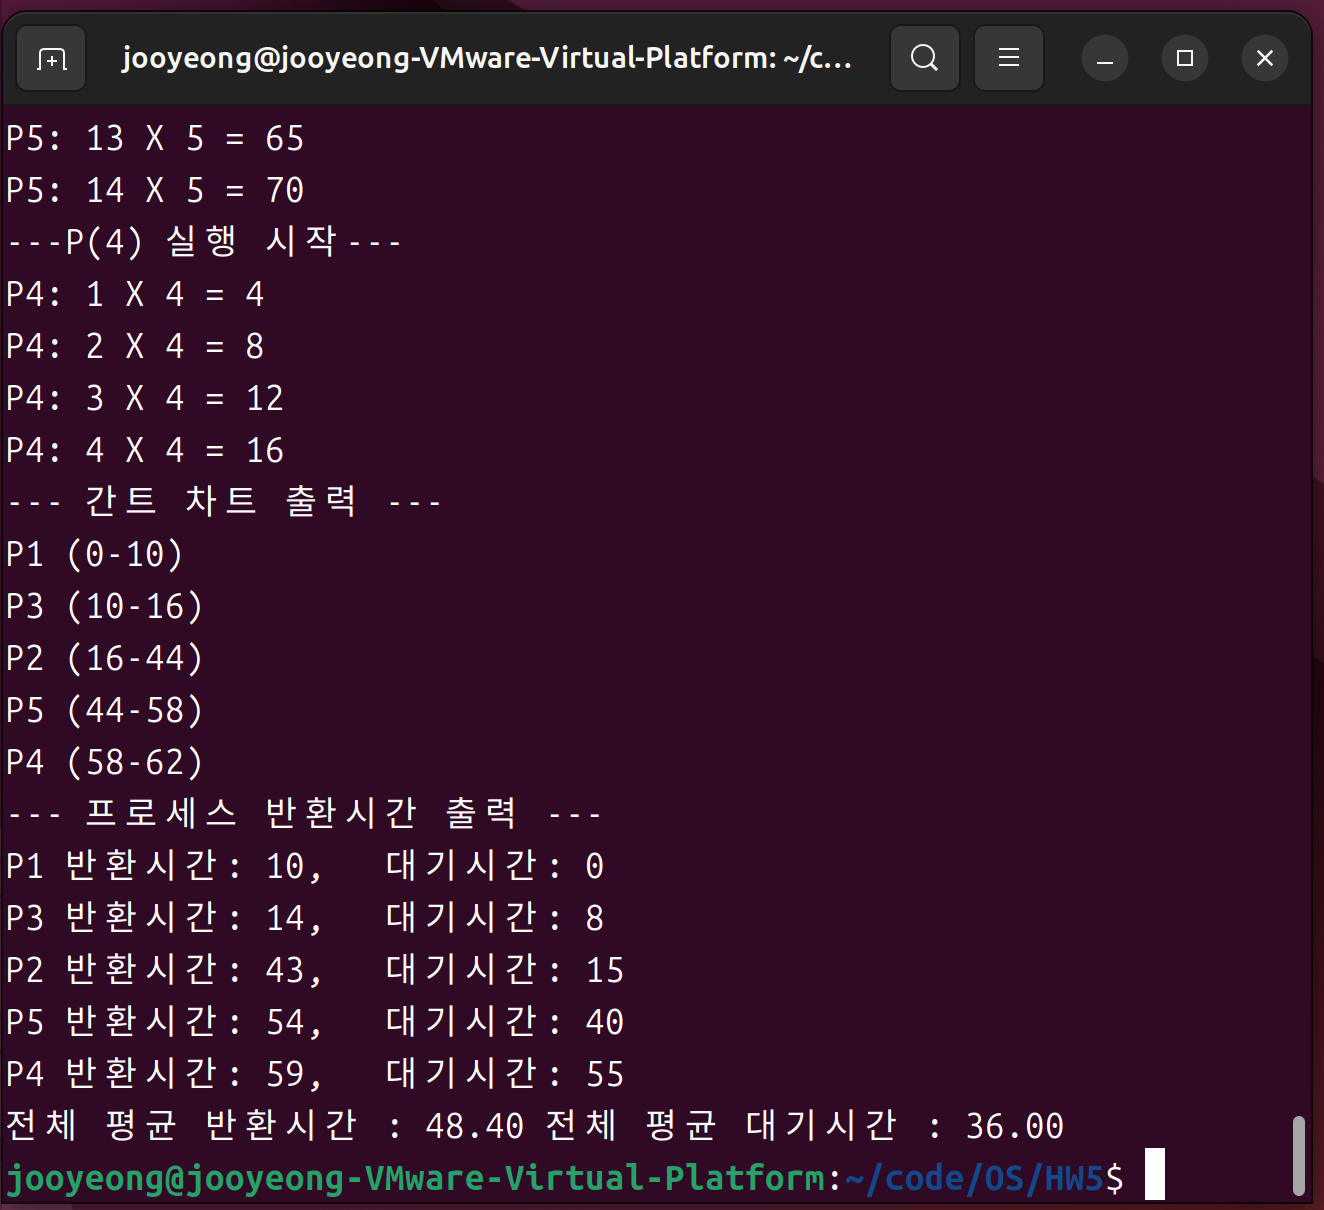 jooyeong@jooyeong-VMware-Virtual-Platform: ~/c...
P5: 13 X 5 = 65
P5: 14 X 5 = 70
---P(4) 실행 시작---
P4: 1 X 4 = 4
P4: 2 X 4 = 8
P4: 3 X 4 = 12
P4: 4 X 4 = 16
--- 간트 차트 출력 ---
P1 (0-10)
P3 (10-16)
P2 (16-44)
P5 (44-58)
P4 (58-62)
--- 프로세스 반환시간 출력 ---
P1 반환시간: 10,   대기시간: 0
P3 반환시간: 14,   대기시간: 8
P2 반환시간: 43,   대기시간: 15
P5 반환시간: 54,   대기시간: 40
P4 반환시간: 59,   대기시간: 55
전체 평균 반환시간 : 48.40 전체 평균 대기시간 : 36.00
jooyeong@jooyeong-VMware-Virtual-Platform:~/code/OS/HW5$